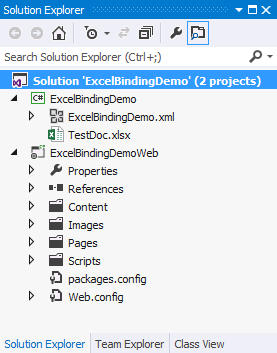 Solution Explorer
Search Solution Explorer (Ctrl+;)
Solution 'ExcelBindingDemo' (2 projects)
C# ExcelBindingDemo
ExcelBindingDemo.xml
TestDoc.xlsx
ExcelBindingDemoWeb
Properties
References
Content
Images
Pages
Scripts
packages.config
Web.config
Solution Explorer Team Explorer Class View